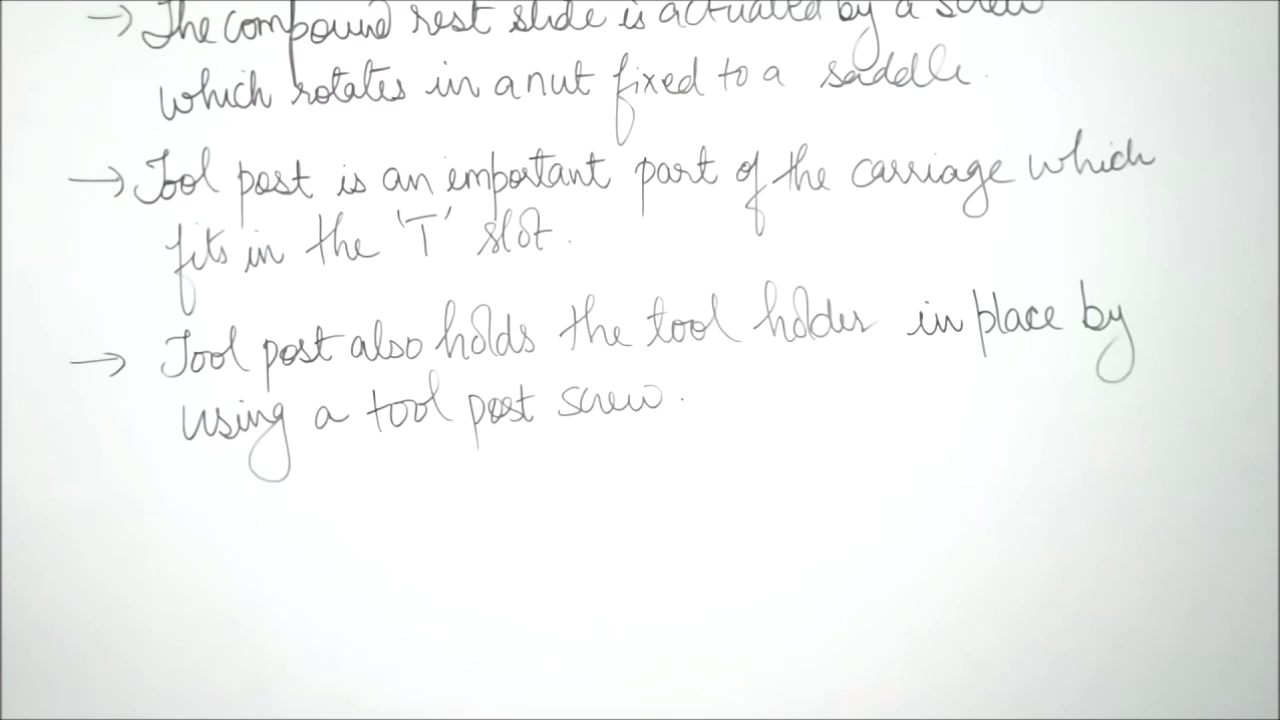 → The compound rest slide is actuated by a screw
which rotates in a nut fixed to a saddle.
→ Tool post is an important part of the carriage which
fits in the 'T' slot.
→ Tool post also holds the tool holder in place by
using a tool post screw.